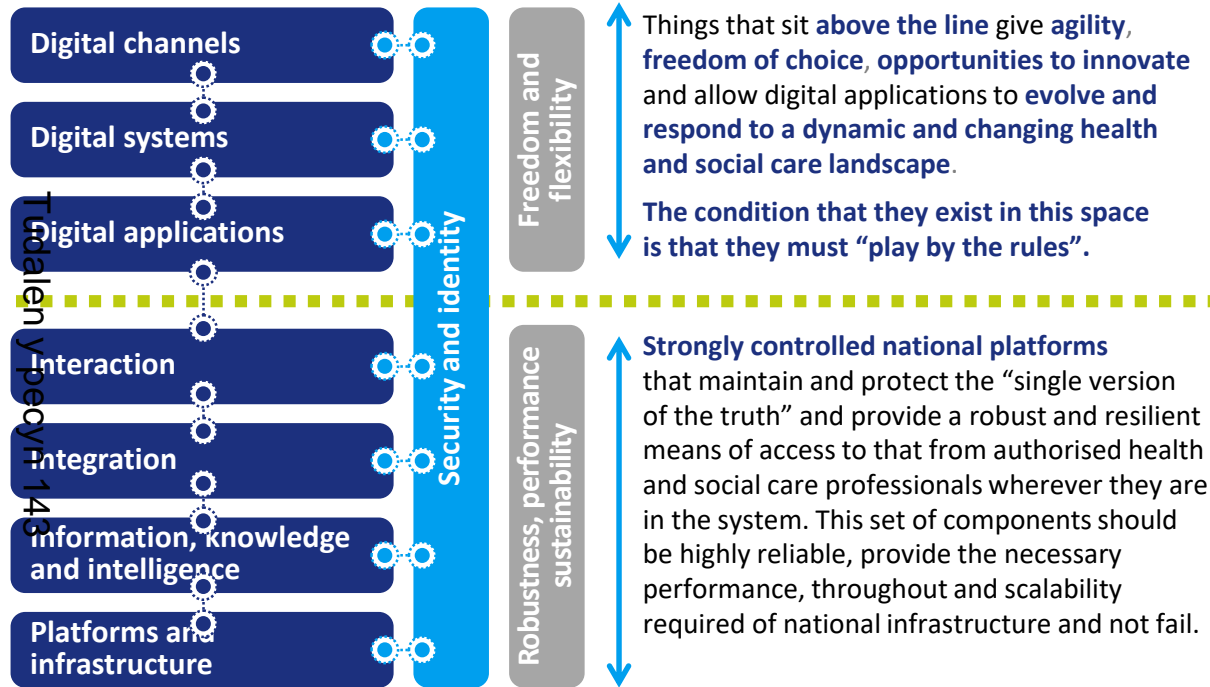 Digital channels
Digital systems
Digital applications
Interaction
Integration
Information, knowledge
and intelligence
Platforms and
infrastructure
Tudalen y pecyn 143
Security and identity
Freedom and
flexibility
Robustness, performance
sustainability
Things that sit above the line give agility,
freedom of choice, opportunities to innovate
and allow digital applications to evolve and
respond to a dynamic and changing health
and social care landscape.
The condition that they exist in this space
is that they must “play by the rules”.
Strongly controlled national platforms
that maintain and protect the “single version
of the truth” and provide a robust and resilient
means of access to that from authorised health
and social care professionals wherever they are
in the system. This set of components should
be highly reliable, provide the necessary
performance, throughout and scalability
required of national infrastructure and not fail.